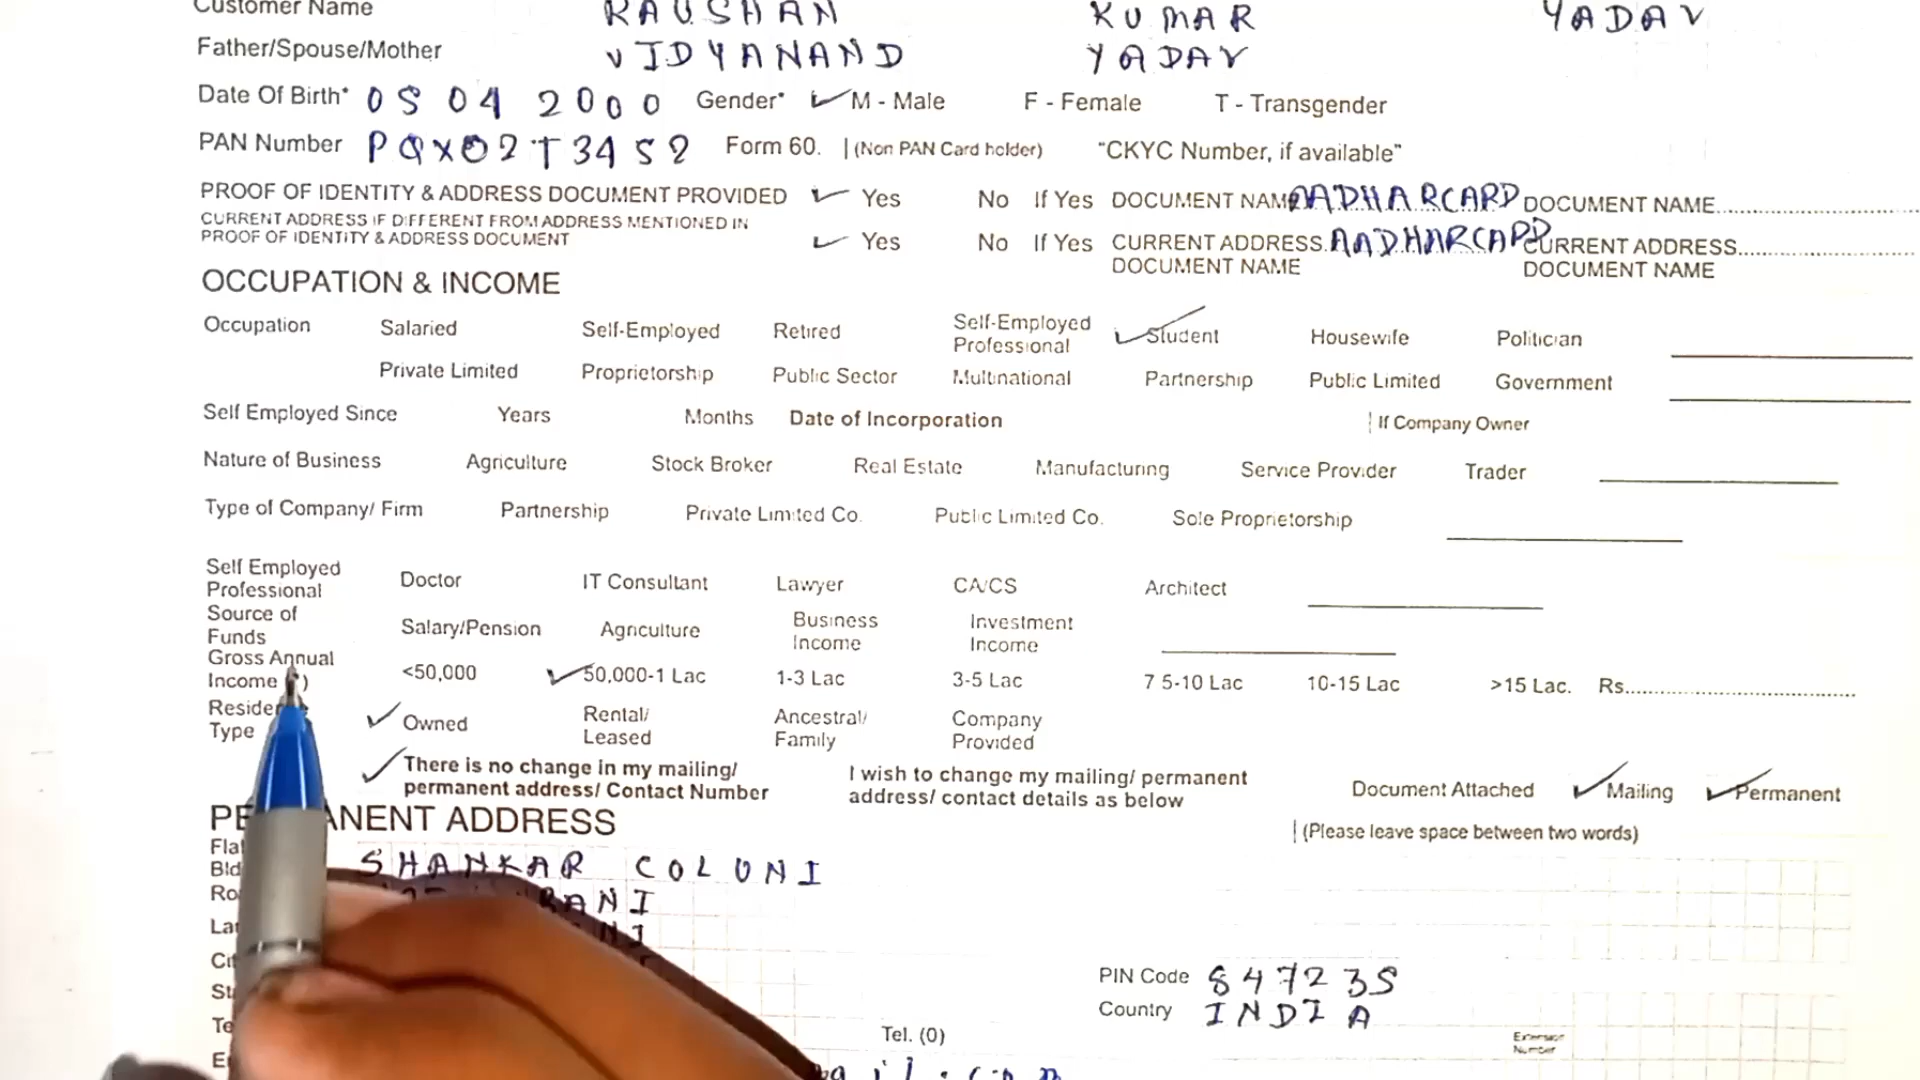 Customer Name RAUSHAN KUMAR YADAV
Father/Spouse/Mother VIDYANAND YADAV
Date Of Birth* 05 04 2000 Gender* M - Male F - Female T - Transgender
PAN Number PQX02T3452 Form 60. (Non PAN Card holder) "CKYC Number, if available"
PROOF OF IDENTITY & ADDRESS DOCUMENT PROVIDED Yes No If Yes DOCUMENT NAME AADHARCARD DOCUMENT NAME
CURRENT ADDRESS IF DIFFERENT FROM ADDRESS MENTIONED IN
PROOF OF IDENTITY & ADDRESS DOCUMENT Yes No If Yes CURRENT ADDRESS AADHARCARD CURRENT ADDRESS
DOCUMENT NAME DOCUMENT NAME
OCCUPATION & INCOME
Occupation Salaried Self-Employed Retired Self-Employed Professional Student Housewife Politician
Private Limited Proprietorship Public Sector Multinational Partnership Public Limited Government
Self Employed Since Years Months Date of Incorporation If Company Owner
Nature of Business Agriculture Stock Broker Real Estate Manufacturing Service Provider Trader
Type of Company/ Firm Partnership Private Limited Co. Public Limited Co. Sole Proprietorship
Self Employed Professional Doctor IT Consultant Lawyer CA/CS Architect
Source of Funds Salary/Pension Agriculture Business Income Investment Income
Gross Annual Income <50,000 50,000-1 Lac 1-3 Lac 3-5 Lac 7 5-10 Lac 10-15 Lac >15 Lac. Rs.
Type Owned Rental/ Leased Ancestral/ Family Company Provided
There is no change in my mailing/ I wish to change my mailing/ permanent
permanent address/ Contact Number address/ contact details as below Document Attached Mailing Permanent
ADDRESS (Please leave space between two words)
SHANKAR COLONI
PIN Code 847235
Country INDIA
Tel. (0) Extension Number